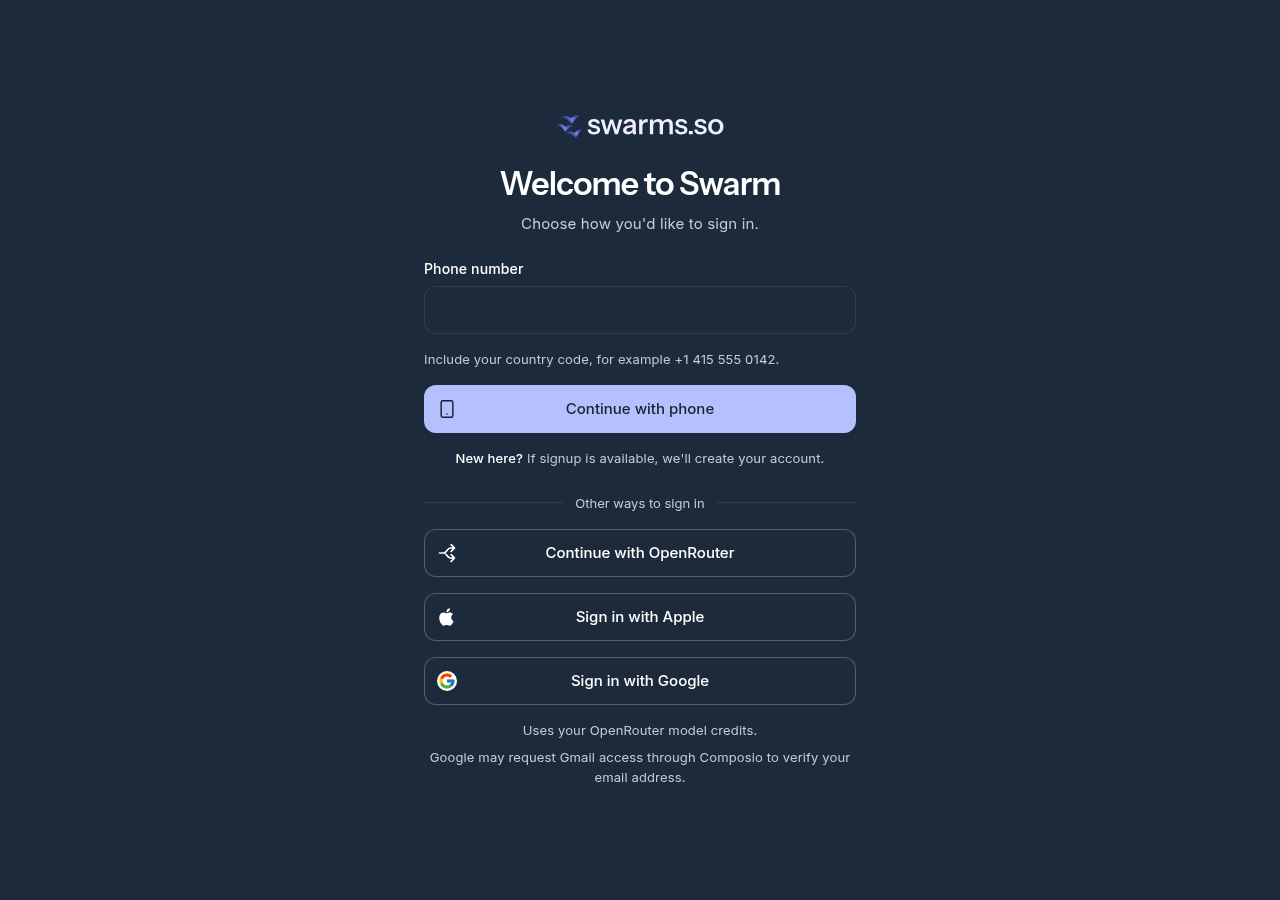 swarms.so
Welcome to Swarm
Choose how you'd like to sign in.
Phone number
Include your country code, for example +1 415 555 0142.
Continue with phone
New here? If signup is available, we'll create your account.
Other ways to sign in
Continue with OpenRouter
Sign in with Apple
Sign in with Google
Uses your OpenRouter model credits.
Google may request Gmail access through Composio to verify your
email address.